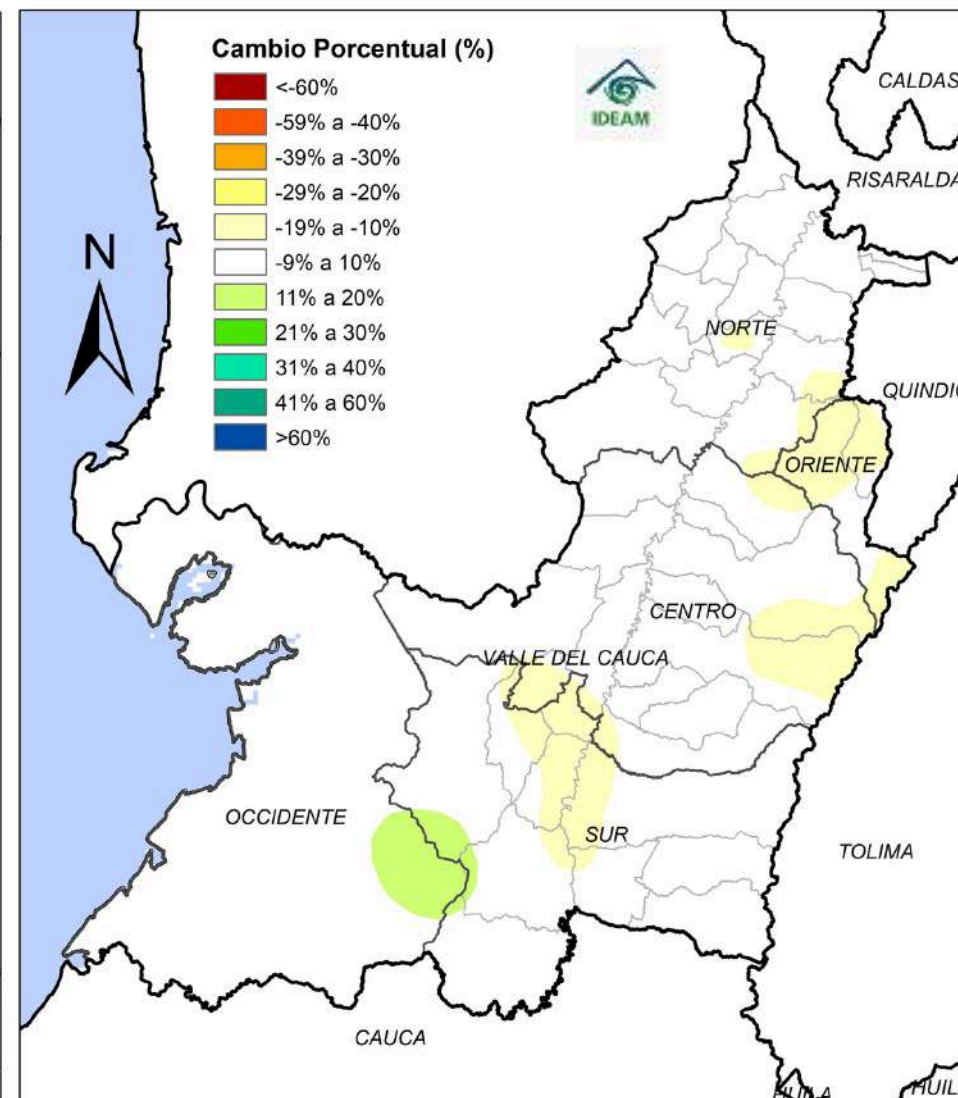 Cambio Porcentual (%)
<-60%
-59% a -40%
-39% a -30%
-29% a -20%
-19% a -10%
-9% a 10%
11% a 20%
21% a 30%
31% a 40%
41% a 60%
>60%
IDEAM
N
CALDAS
RISARALDA
NORTE
QUINDIO
ORIENTE
CENTRO
VALLE DEL CAUCA
OCCIDENTE
SUR
TOLIMA
CAUCA
HUILA
HUIL